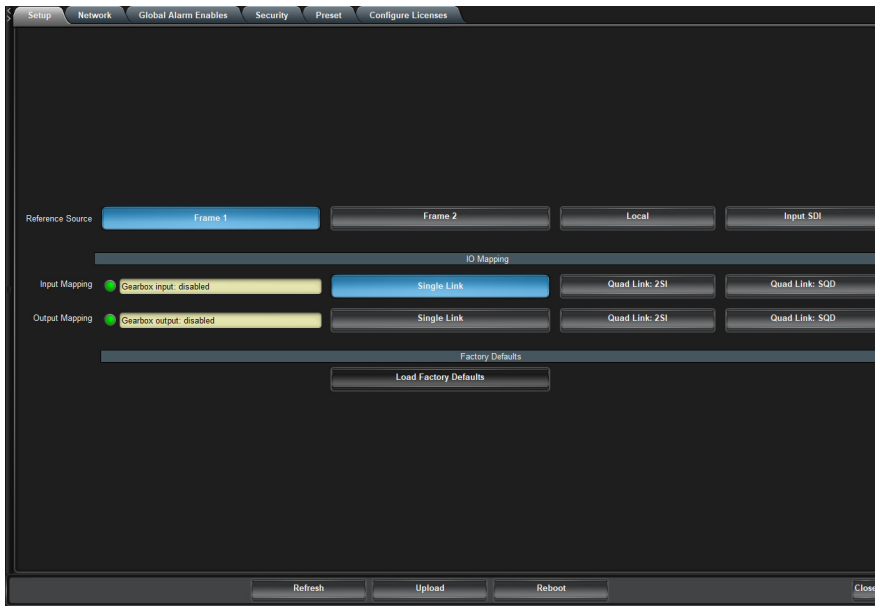 Setup Network Global Alarm Enables Security Preset Configure Licenses
Reference Source Frame 1 Frame 2 Local Input SDI
IO Mapping
Input Mapping Gearbox input: disabled Single Link Quad Link: 2SI Quad Link: SQD
Output Mapping Gearbox output: disabled Single Link Quad Link: 2SI Quad Link: SQD
Factory Defaults
Load Factory Defaults
Refresh Upload Reboot Close